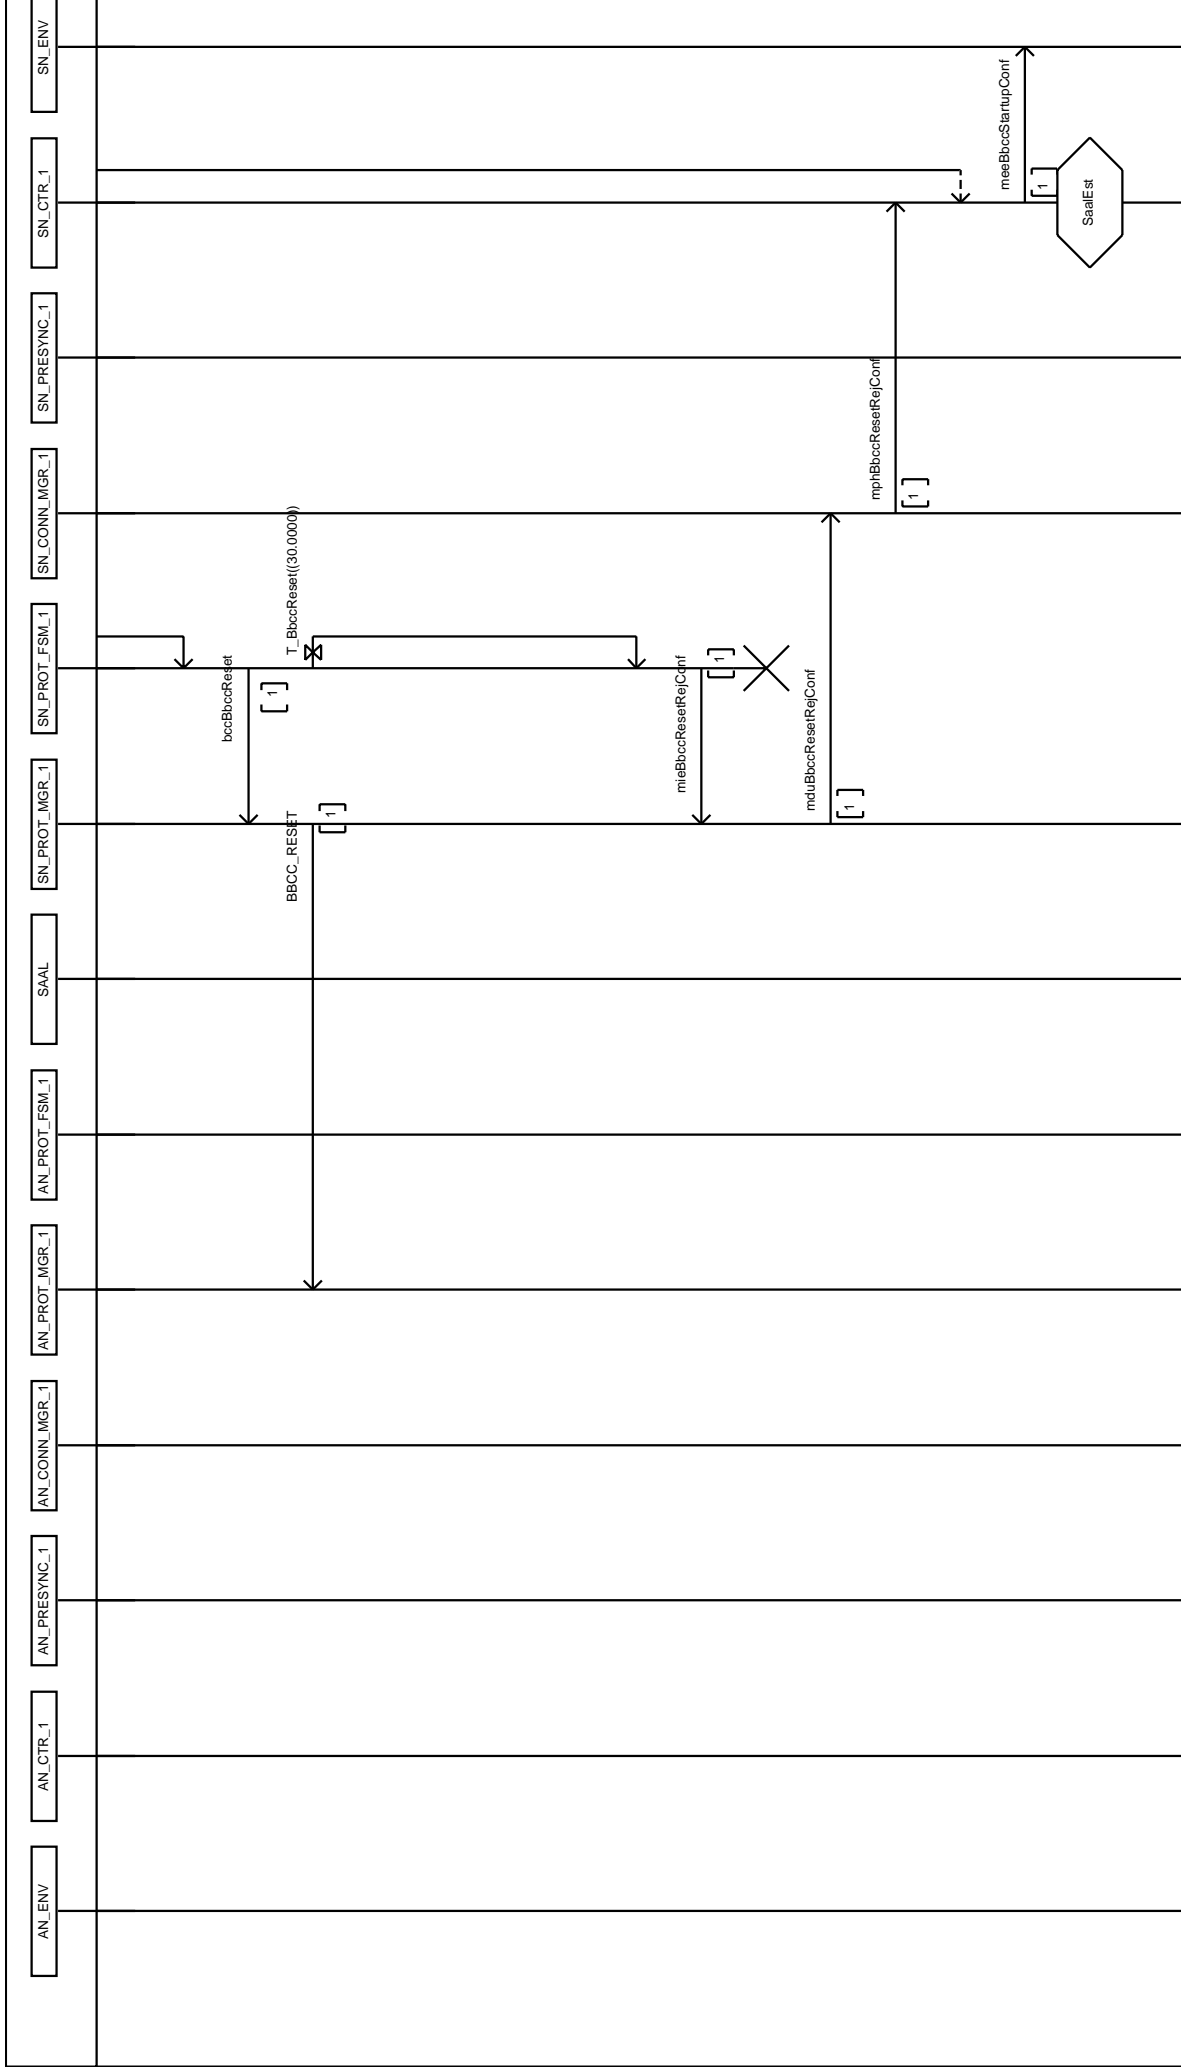 AN_ENV
AN_CTR_1
AN_PRESYNC_1
AN_CONN_MGR_1
AN_PROT_MGR_1
AN_PROT_FSM_1
SAAL
SN_PROT_MGR_1
SN_PROT_FSM_1
SN_CONN_MGR_1
SN_PRESYNC_1
SN_CTR_1
SN_ENV
bccBbccReset
1
BBCC_RESET
T_BbccReset((30.0000))
1
mieBbccResetRejConf
1
mduBbccResetRejConf
1
mphBbccResetRejConf
1
meeBbccStartupConf
1
SaalEst